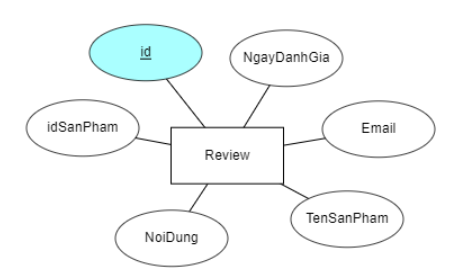 id
NgayDanhGia
idSanPham
Email
Review
TenSanPham
NoiDung